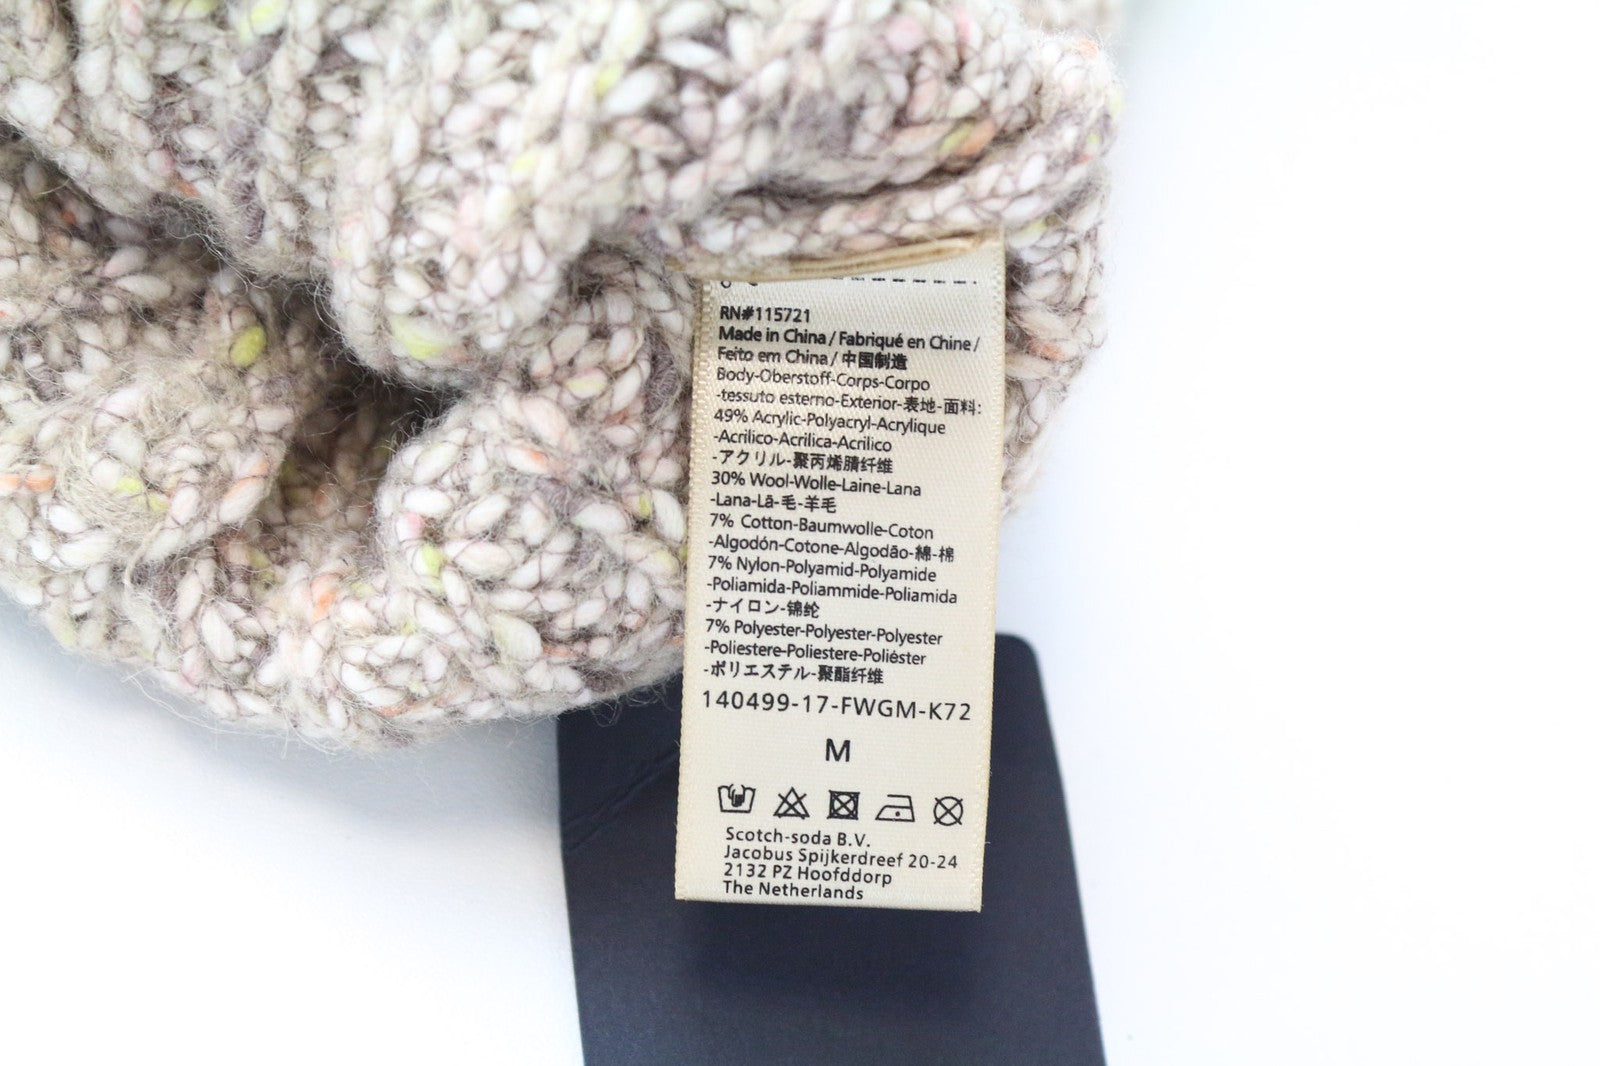 RN#115721
Made in China / Fabriqué en Chine /
Feito em China / 中国制造
Body-Oberstoff-Corps-Corpo
-tessuto esterno-Exterior-表地-面料:
49% Acrylic-Polyacryl-Acrylique
-Acrilico-Acrilica-Acrilico
-アクリル-聚丙烯腈纤维
30% Wool-Wolle-Laine-Lana
-Lana-Lã-毛-羊毛
7% Cotton-Baumwolle-Coton
-Algodón-Cotone-Algodão-綿-棉
7% Nylon-Polyamid-Polyamide
-Poliamida-Poliammide-Poliamida
-ナイロン-锦纶
7% Polyester-Polyester-Polyester
-Poliestere-Poliestere-Poliéster
-ポリエステル-聚酯纤维
140499-17-FWGM-K72
M
Scotch-soda B.V.
Jacobus Spijkerdreef 20-24
2132 PZ Hoofddorp
The Netherlands